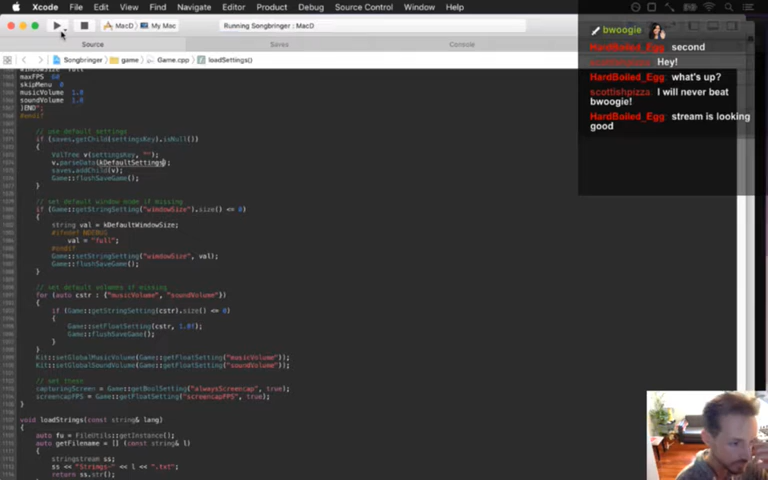 Xcode File Edit View Find Navigate Editor Product Debug Source Control Window Help
MacD My Mac Running Songbringer : MacD
Source Saves Console
Songbringer game Game.cpp loadSettings()
maxFPS 60
skipMenu 0
musicVolume 1.0
soundVolume 1.0
)END";
#endif
// use default settings
if (saves.getChild(settingsKey).isNull())
{
ValTree v(settingsKey, "");
v.parseData(kDefaultSettings);
saves.addChild(v);
Game::flushSaveGame();
}
// set default window mode if missing
if (Game::getStringSetting("windowSize").size() <= 0)
{
string val = kDefaultWindowSize;
#ifndef NDEBUG
val = "full";
#endif
Game::setStringSetting("windowSize", val);
Game::flushSaveGame();
}
// set default volumes if missing
for (auto cstr : {"musicVolume", "soundVolume"})
{
if (Game::getStringSetting(cstr).size() <= 0)
{
Game::setFloatSetting(cstr, 1.0f);
Game::flushSaveGame();
}
}
Kit::setGlobalMusicVolume(Game::getFloatSetting("musicVolume"));
Kit::setGlobalSoundVolume(Game::getFloatSetting("soundVolume"));
// set these
capturingScreen = Game::getBoolSetting("alwaysScreencap", true);
screencapFPS = Game::getFloatSetting("screencapFPS", true);
}
void loadStrings(const string& lang)
{
auto fu = FileUtils::getInstance();
auto getFilename = [] (const string& l)
{
stringstream ss;
ss << "Strings-" << l << ".txt";
return ss.str();
bwoogie
HardBoiled_Egg: second
scottishpizza: Hey!
HardBoiled_Egg: what's up?
scottishpizza: I will never beat
bwoogie!
HardBoiled_Egg: stream is looking
good